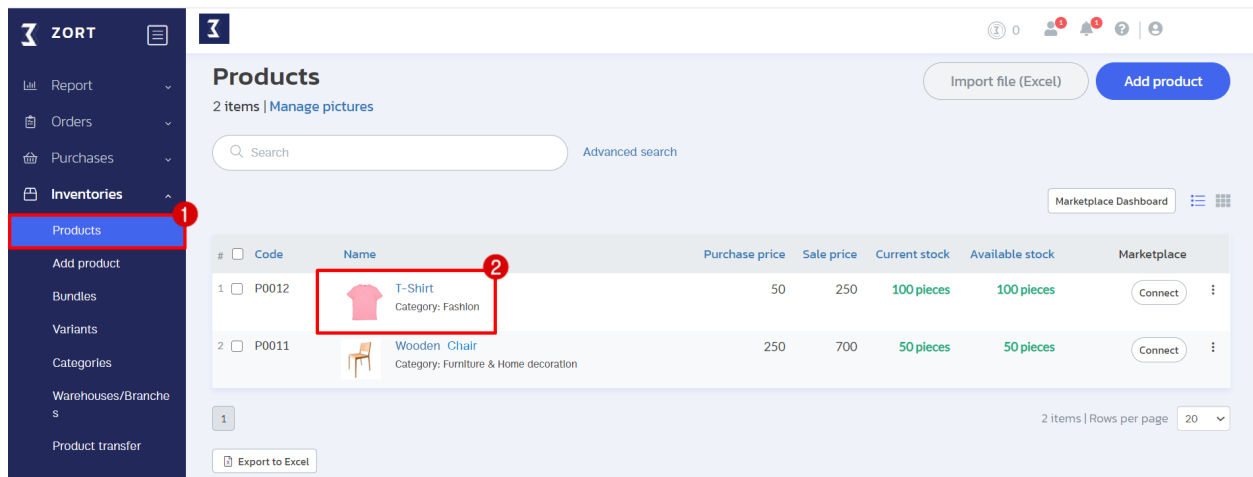 ZORT
0
1
1
Report
Orders
Purchases
Inventories
1
Products
Add product
Bundles
Variants
Categories
Warehouses/Branche
s
Product transfer
Products
Import file (Excel)
Add product
2 items | Manage pictures
Search
Advanced search
Marketplace Dashboard
# Code Name Purchase price Sale price Current stock Available stock Marketplace
2
1 P0012 T-Shirt 50 250 100 pieces 100 pieces Connect
Category: Fashion
2 P0011 Wooden Chair 250 700 50 pieces 50 pieces Connect
Category: Furniture & Home decoration
1
2 items | Rows per page 20
Export to Excel